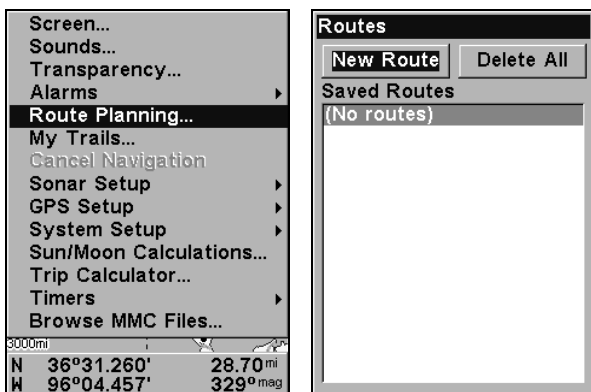 Screen...
Sounds...
Transparency...
Alarms
Route Planning...
My Trails...
Cancel Navigation
Sonar Setup
GPS Setup
System Setup
Sun/Moon Calculations...
Trip Calculator...
Timers
Browse MMC Files...
3000mi
N 36°31.260' 28.70 mi
W 96°04.457' 329° mag
Routes
New Route Delete All
Saved Routes
(No routes)